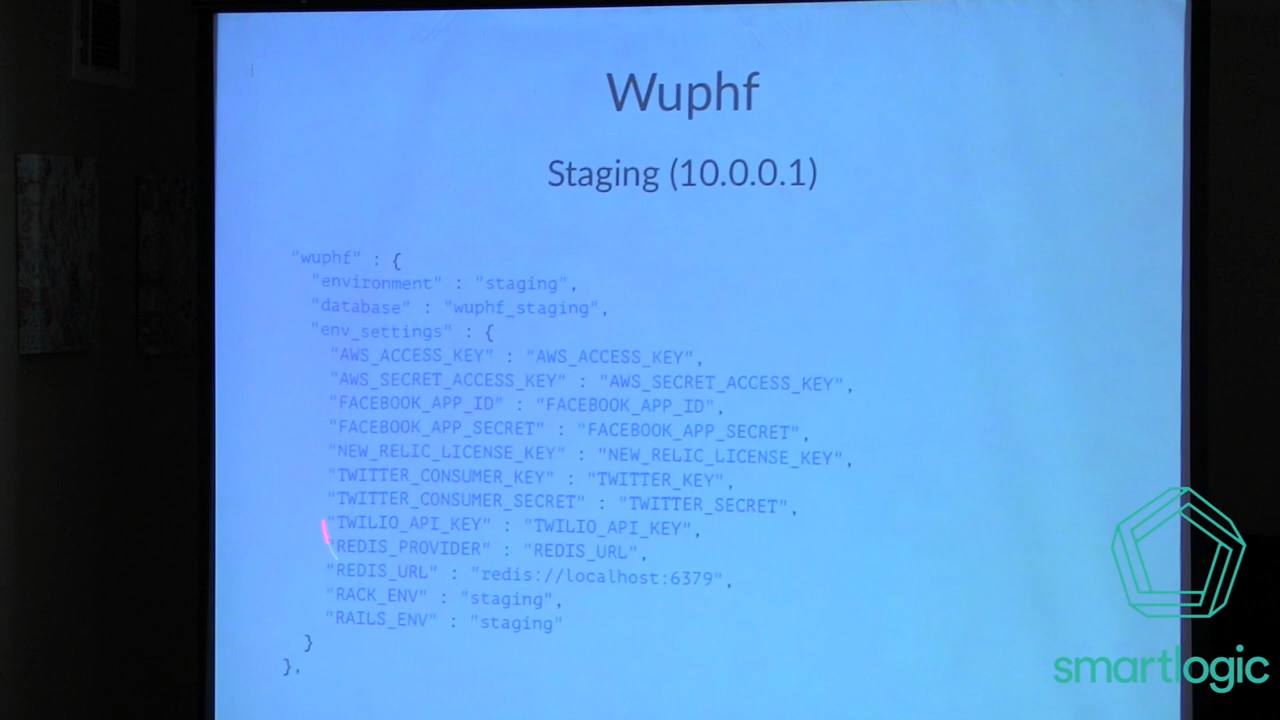 Wuphf
Staging (10.0.0.1)
"wuphf" : {
"environment" : "staging",
"database" : "wuphf_staging",
"env_settings" : {
"AWS_ACCESS_KEY" : "AWS_ACCESS_KEY",
"AWS_SECRET_ACCESS_KEY" : "AWS_SECRET_ACCESS_KEY",
"FACEBOOK_APP_ID" : "FACEBOOK_APP_ID",
"FACEBOOK_APP_SECRET" : "FACEBOOK_APP_SECRET",
"NEW_RELIC_LICENSE_KEY" : "NEW_RELIC_LICENSE_KEY",
"TWITTER_CONSUMER_KEY" : "TWITTER_KEY",
"TWITTER_CONSUMER_SECRET" : "TWITTER_SECRET",
"TWILIO_API_KEY" : "TWILIO_API_KEY",
"REDIS_PROVIDER" : "REDIS_URL",
"REDIS_URL" : "redis://localhost:6379",
"RACK_ENV" : "staging",
"RAILS_ENV" : "staging"
}
},
smartlogic